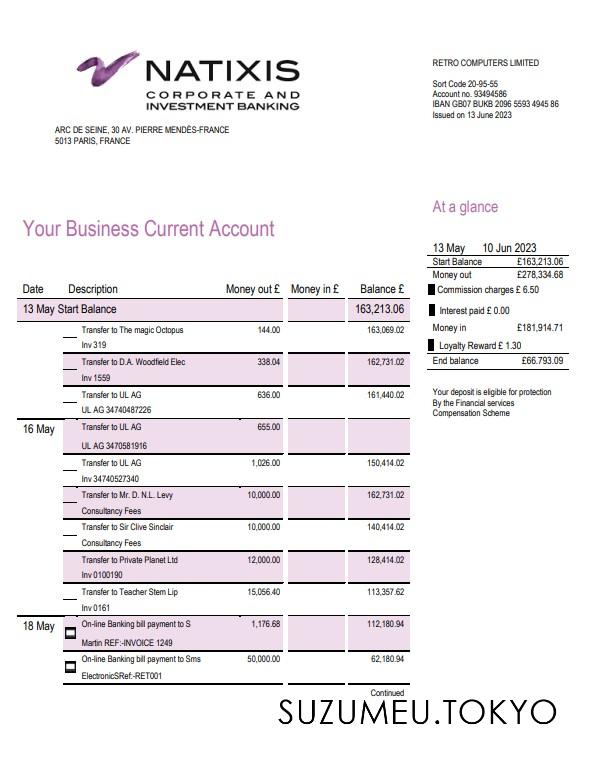 NATIXIS
CORPORATE AND
INVESTMENT BANKING
ARC DE SEINE, 30 AV. PIERRE MENDÈS-FRANCE
5013 PARIS, FRANCE
RETRO COMPUTERS LIMITED
Sort Code 20-95-55
Account no. 93494586
IBAN GB07 BUKB 2096 5593 4945 86
Issued on 13 June 2023
At a glance
13 May 10 Jun 2023
Start Balance £163,213.06
Money out £278,334.68
Commission charges £ 6.50
Interest paid £ 0.00
Money in £181,914.71
Loyalty Reward £ 1.30
End balance £66.793.09
Your deposit is eligible for protection
By the Financial services
Compensation Scheme
Your Business Current Account
Date Description Money out £ Money in £ Balance £
13 May Start Balance 163,213.06
Transfer to The magic Octopus 144.00 163,069.02
Inv 319
Transfer to D.A. Woodfield Elec 338.04 162,731.02
Inv 1559
Transfer to UL AG 636.00 161,440.02
UL AG 34740487226
16 May Transfer to UL AG 655.00
UL AG 3470581916
Transfer to UL AG 1,026.00 150,414.02
Inv 34740527340
Transfer to Mr. D. N.L. Levy 10,000.00 162,731.02
Consultancy Fees
Transfer to Sir Clive Sinclair 10,000.00 140,414.02
Consultancy Fees
Transfer to Private Planet Ltd 12,000.00 128,414.02
Inv 0100190
Transfer to Teacher Stem Lip 15,056.40 113,357.62
Inv 0161
18 May On-line Banking bill payment to S 1,176.68 112,180.94
Martin REF:-INVOICE 1249
On-line Banking bill payment to Sms 50,000.00 62,180.94
ElectronicSRef:-RET001
Continued
SUZUMEU.TOKYO